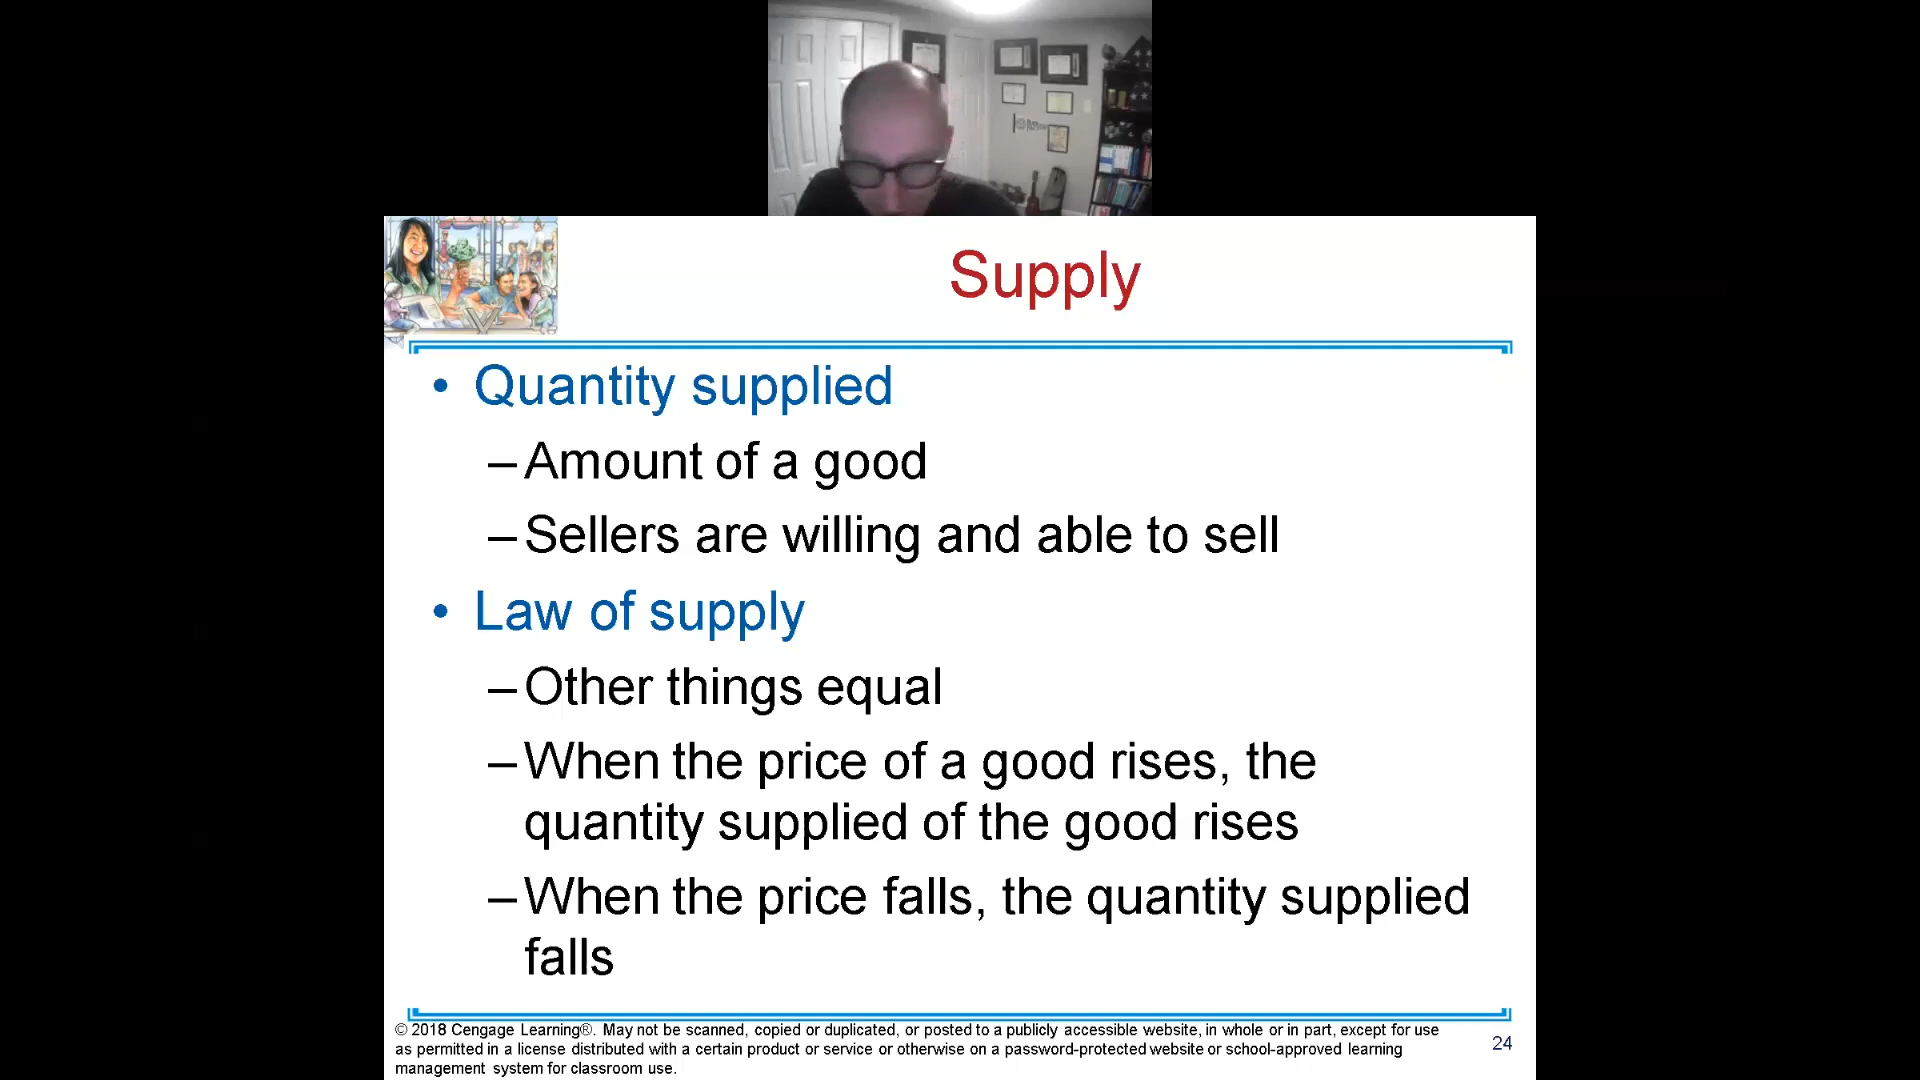 Supply
• Quantity supplied
–Amount of a good
–Sellers are willing and able to sell
• Law of supply
–Other things equal
–When the price of a good rises, the
quantity supplied of the good rises
–When the price falls, the quantity supplied
falls
© 2018 Cengage Learning®. May not be scanned, copied or duplicated, or posted to a publicly accessible website, in whole or in part, except for use
as permitted in a license distributed with a certain product or service or otherwise on a password-protected website or school-approved learning
management system for classroom use.
24